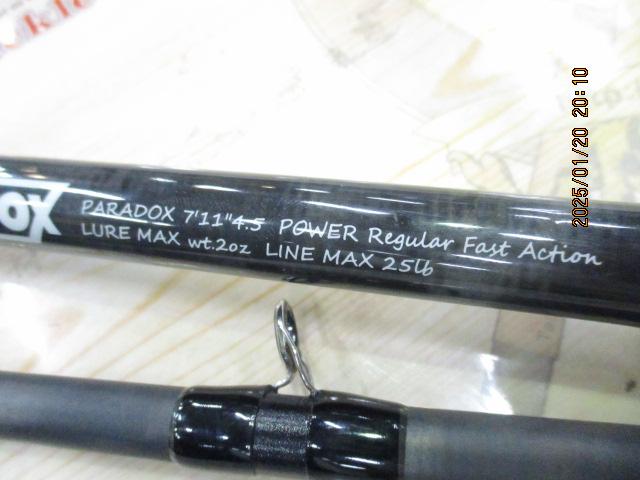 OX
PARADOX 7'11"4.5 POWER Regular Fast Action
LURE MAX wt.2oz LINE MAX 25lb
2025/01/20 20:10